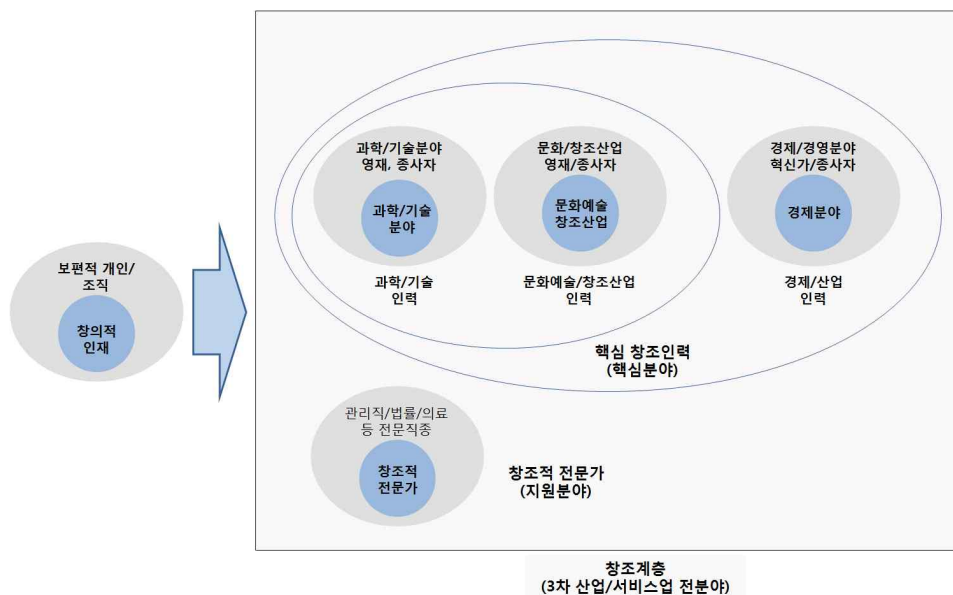 보편적 개인/
조직
창의적
인재
과학/기술분야
영재, 종사자
과학/기술
분야
과학/기술
인력
문화/창조산업
영재/종사자
문화예술
창조산업
문화예술/창조산업
인력
경제/경영분야
혁신가/종사자
경제분야
경제/산업
인력
핵심 창조인력
(핵심분야)
관리직/법률/의료
등 전문직종
창조적
전문가
창조적 전문가
(지원분야)
창조계층
(3차 산업/서비스업 전분야)